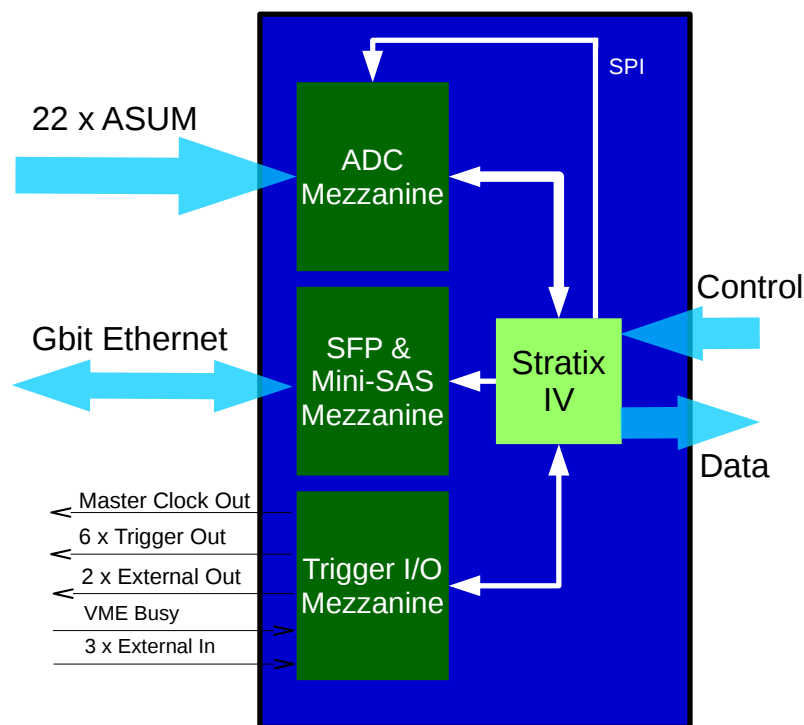 SPI
22 x ASUM
ADC
Mezzanine
Control
Gbit Ethernet
SFP &
Mini-SAS
Mezzanine
Stratix
IV
Data
Master Clock Out
6 x Trigger Out
2 x External Out
VME Busy
3 x External In
Trigger I/O
Mezzanine